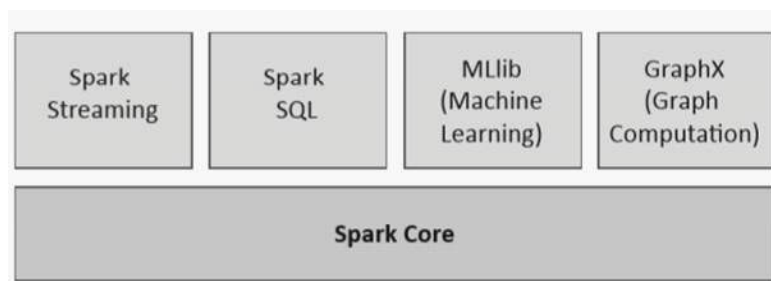 Spark
Streaming
Spark
SQL
MLlib
(Machine
Learning)
GraphX
(Graph
Computation)
Spark Core